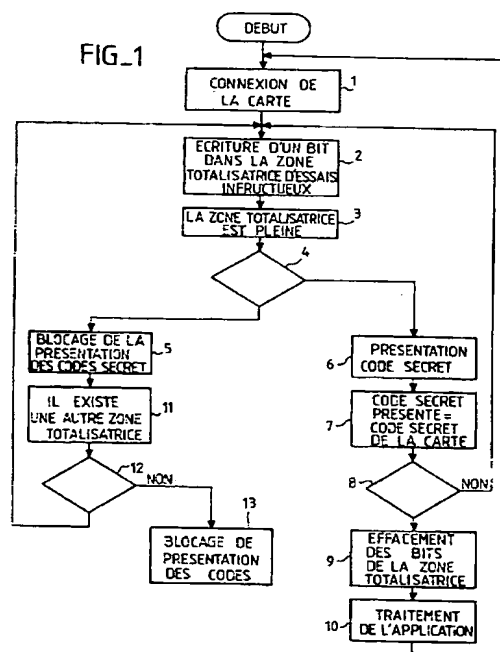 FIG_1
DEBUT
CONNEXION DE
LA CARTE
1
ECRITURE D'UN BIT
DANS LA ZONE
TOTALISATRICE D'ESSAIS
INFRUCTUEUX
2
LA ZONE TOTALISATRICE
EST PLEINE
3
4
BLOCAGE DE LA
PRESENTATION
DES CODES SECRET
5
PRESENTATION
CODE SECRET
6
IL EXISTE
UNE AUTRE ZONE
TOTALISATRICE
11
CODE SECRET
PRESENTE =
CODE SECRET
DE LA CARTE
7
12
NON
8
NON
13
BLOCAGE DE
PRESENTATION
DES CODES
EFFACEMENT
DES BITS
DE LA ZONE
TOTALISATRICE
9
TRAITEMENT
DE L'APPLICATION
10